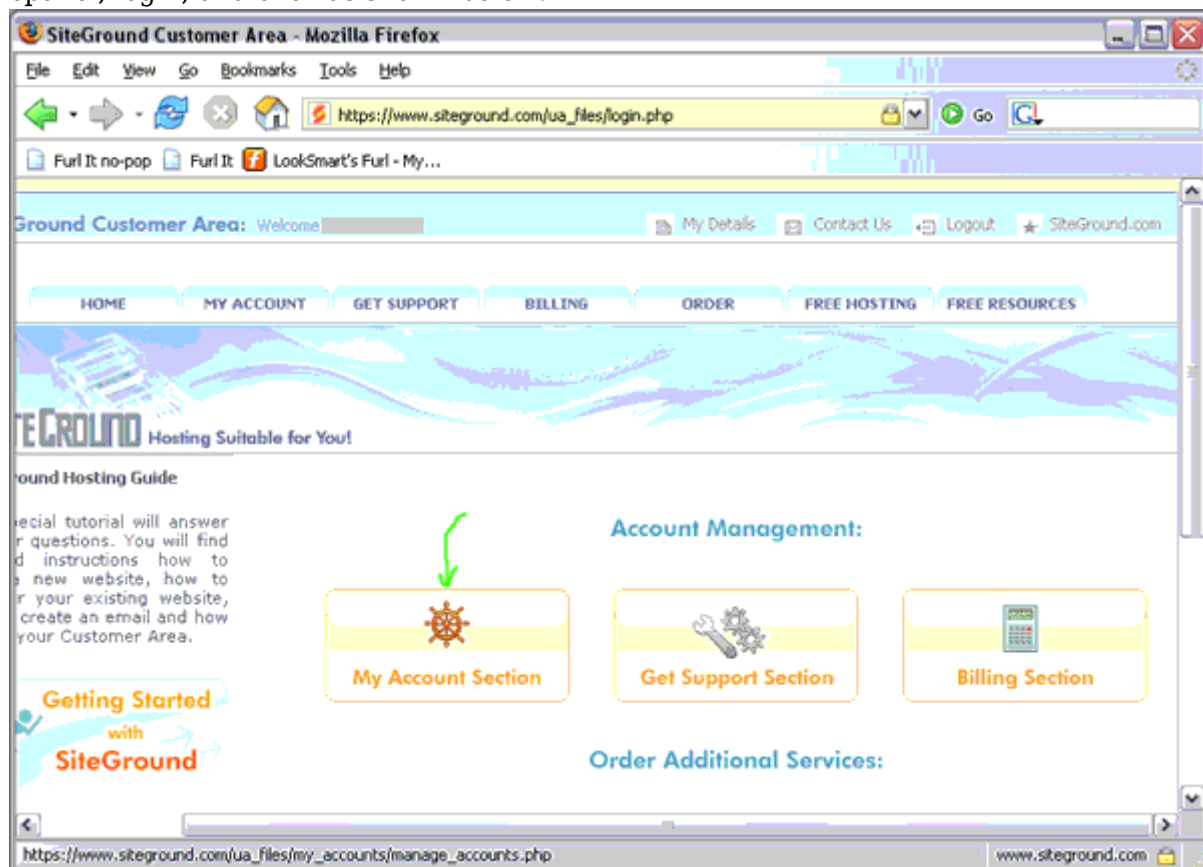 SiteGround Customer Area - Mozilla Firefox
File Edit View Go Bookmarks Tools Help
https://www.siteground.com/ua_files/login.php Go G
Furl It no-pop Furl It LookSmart's Furl - My...
Ground Customer Area: Welcome My Details Contact Us Logout SiteGround.com
HOME MY ACCOUNT GET SUPPORT BILLING ORDER FREE HOSTING FREE RESOURCES
TEGROUND Hosting Suitable for You!
round Hosting Guide
ecial tutorial will answer
r questions. You will find
d instructions how to
new website, how to
r your existing website,
create an email and how
your Customer Area.
Getting Started
with
SiteGround
Account Management:
My Account Section Get Support Section Billing Section
Order Additional Services:
https://www.siteground.com/ua_files/my_accounts/manage_accounts.php www.siteground.com